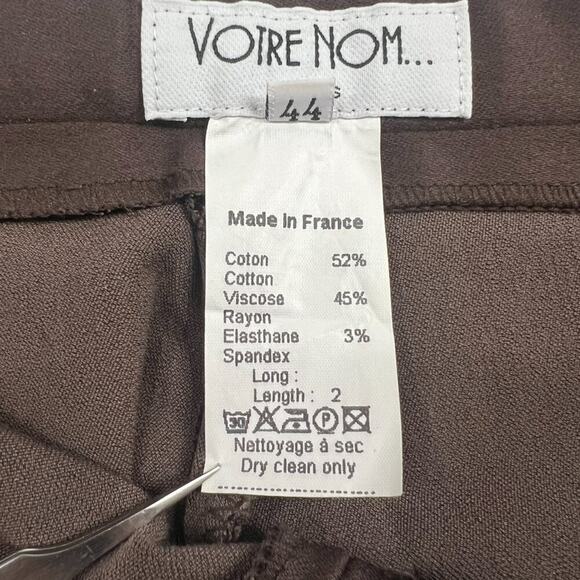 VOTRE NOM...
s
44
Made in France
Coton 52%
Cotton
Viscose 45%
Rayon
Elasthane 3%
Spandex
Long :
Length : 2
30 P
Nettoyage à sec
Dry clean only